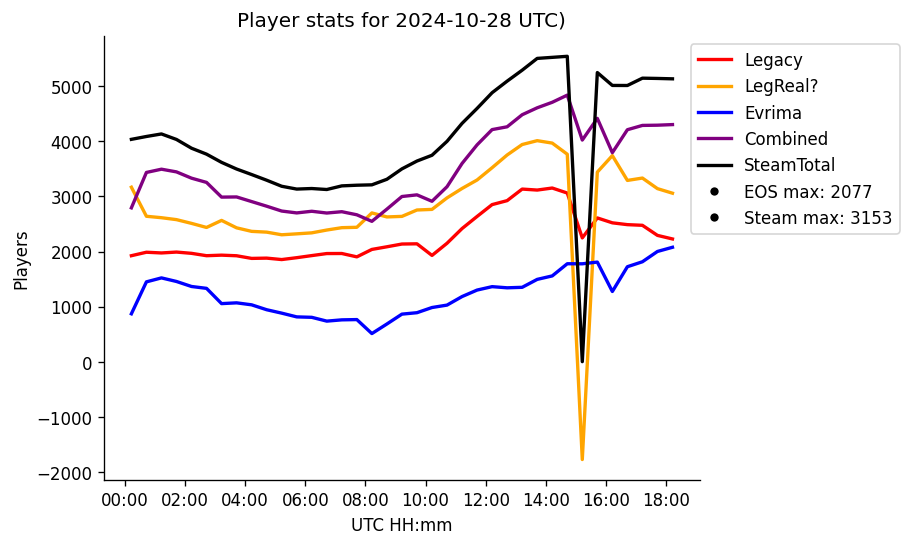 Player stats for 2024-10-28 UTC)
Legacy
LegReal?
Evrima
Combined
SteamTotal
EOS max: 2077
Steam max: 3153
Players
5000
4000
3000
2000
1000
0
−1000
−2000
00:00 02:00 04:00 06:00 08:00 10:00 12:00 14:00 16:00 18:00
UTC HH:mm